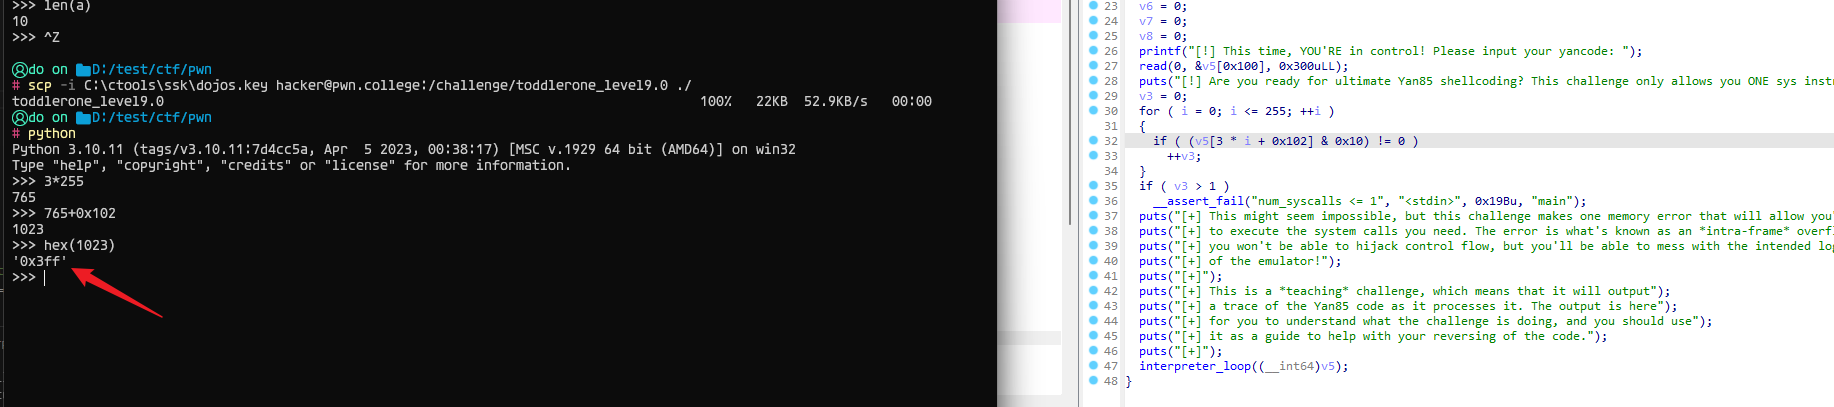 >>> len(a)
10
>>> ^Z
do on D:/test/ctf/pwn
# scp -i C:\ctools\ssk\dojos.key hacker@pwn.college:/challenge/toddlerone_level9.0 ./
toddlerone_level9.0 100% 22KB 52.9KB/s 00:00
do on D:/test/ctf/pwn
# python
Python 3.10.11 (tags/v3.10.11:7d4cc5a, Apr  5 2023, 00:38:17) [MSC v.1929 64 bit (AMD64)] on win32
Type "help", "copyright", "credits" or "license" for more information.
>>> 3*255
765
>>> 765+0x102
1023
>>> hex(1023)
'0x3ff'
>>>
23 v6 = 0;
24 v7 = 0;
25 v8 = 0;
26 printf("[!] This time, YOU'RE in control! Please input your yancode: ");
27 read(0, &v5[0x100], 0x300uLL);
28 puts("[!] Are you ready for ultimate Yan85 shellcoding? This challenge only allows you ONE sys instr
29 v3 = 0;
30 for ( i = 0; i <= 255; ++i )
31 {
32 if ( (v5[3 * i + 0x102] & 0x10) != 0 )
33 ++v3;
34 }
35 if ( v3 > 1 )
36 __assert_fail("num_syscalls <= 1", "<stdin>", 0x19Bu, "main");
37 puts("[+] This might seem impossible, but this challenge makes one memory error that will allow you
38 puts("[+] to execute the system calls you need. The error is what's known as an *intra-frame* overf
39 puts("[+] you won't be able to hijack control flow, but you'll be able to mess with the intended log
40 puts("[+] of the emulator!");
41 puts("[+]");
42 puts("[+] This is a *teaching* challenge, which means that it will output");
43 puts("[+] a trace of the Yan85 code as it processes it. The output is here");
44 puts("[+] for you to understand what the challenge is doing, and you should use");
45 puts("[+] it as a guide to help with your reversing of the code.");
46 puts("[+]");
47 interpreter_loop((__int64)v5);
48 }